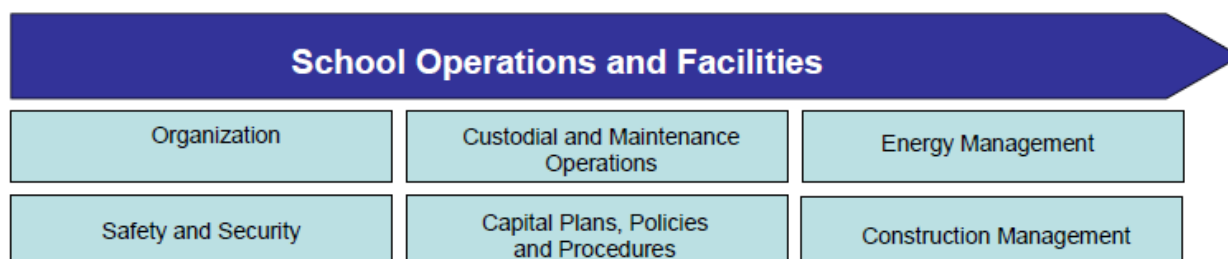 School Operations and Facilities
Organization
Custodial and Maintenance
Operations
Energy Management
Safety and Security
Capital Plans, Policies
and Procedures
Construction Management